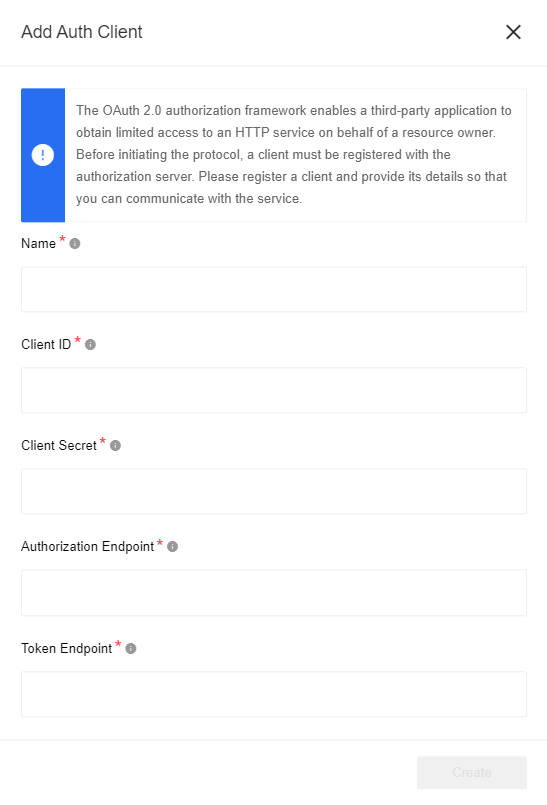 Add Auth Client
The OAuth 2.0 authorization framework enables a third-party application to
obtain limited access to an HTTP service on behalf of a resource owner.
Before initiating the protocol, a client must be registered with the
authorization server. Please register a client and provide its details so that
you can communicate with the service.
Name *
Client ID *
Client Secret *
Authorization Endpoint *
Token Endpoint *
Create